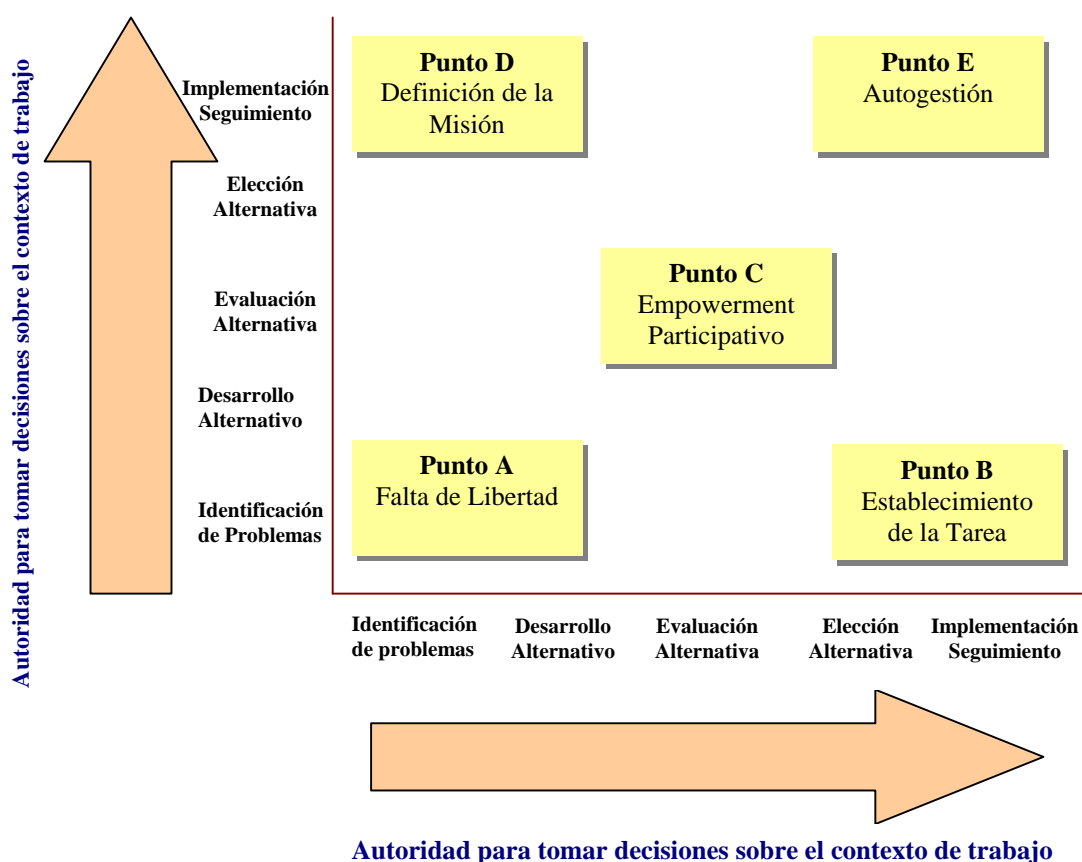 Autoridad para tomar decisiones sobre el contexto de trabajo
Implementación
Seguimiento
Elección
Alternativa
Evaluación
Alternativa
Desarrollo
Alternativo
Identificación
de Problemas
Punto D
Definición de la
Misión
Punto E
Autogestión
Punto C
Empowerment
Participativo
Punto A
Falta de Libertad
Punto B
Establecimiento
de la Tarea
Identificación
de problemas
Desarrollo
Alternativo
Evaluación
Alternativa
Elección
Alternativa
Implementación
Seguimiento
Autoridad para tomar decisiones sobre el contexto de trabajo